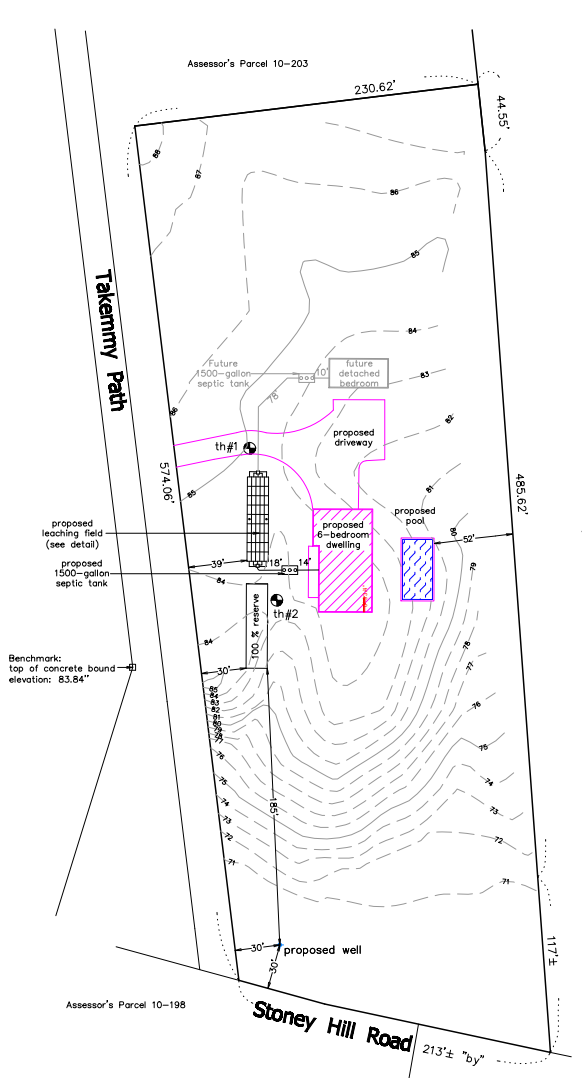 Assessor's Parcel 10-203
230.62'
44.55'
88
87
86
85
Takemmy Path
84
Future
1500-gallon
septic tank
10'
future
detached
bedroom
83
78
86
82
proposed
driveway
th#1
574.06'
85
81
485.62'
proposed
leaching field
(see detail)
proposed
6-bedroom
dwelling
proposed
pool
80
52'
proposed
1500-gallon
septic tank
39'
18'
14'
84
79
100 % reserve
th#2
84
78
Benchmark:
top of concrete bound
elevation: 83.84"
30'
77
85
84
83
82
81
80
79
78
77
76
76
75
75
74
74
73
73
72
72
71
71
185'
30'
proposed well
30'
117'±
Assessor's Parcel 10-198
Stoney Hill Road
213'± "by"